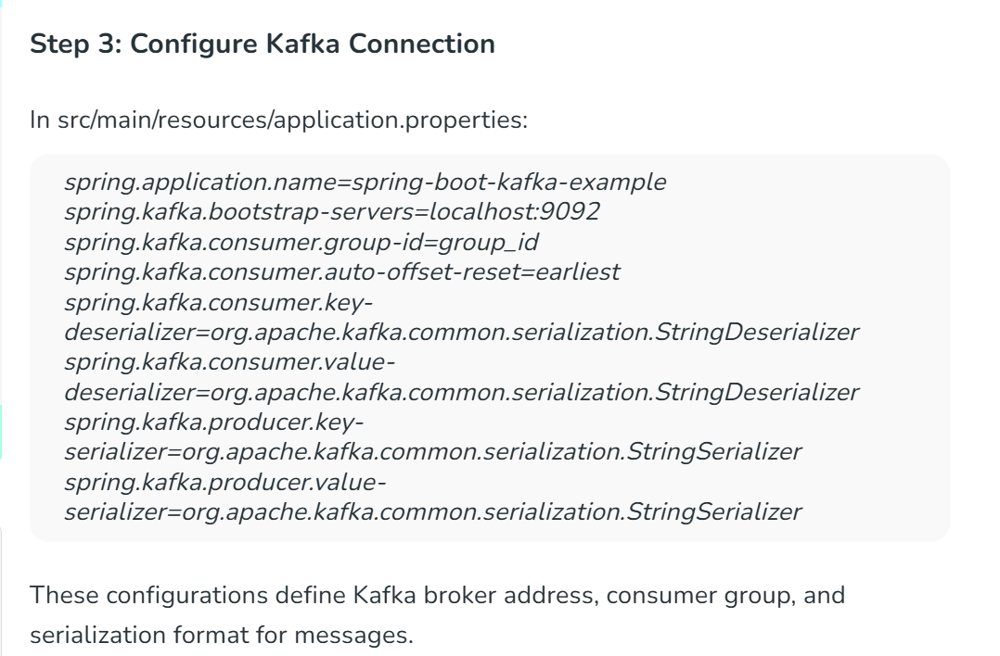 Step 3: Configure Kafka Connection
In src/main/resources/application.properties:
spring.application.name=spring-boot-kafka-example
spring.kafka.bootstrap-servers=localhost:9092
spring.kafka.consumer.group-id=group_id
spring.kafka.consumer.auto-offset-reset=earliest
spring.kafka.consumer.key-
deserializer=org.apache.kafka.common.serialization.StringDeserializer
spring.kafka.consumer.value-
deserializer=org.apache.kafka.common.serialization.StringDeserializer
spring.kafka.producer.key-
serializer=org.apache.kafka.common.serialization.StringSerializer
spring.kafka.producer.value-
serializer=org.apache.kafka.common.serialization.StringSerializer
These configurations define Kafka broker address, consumer group, and
serialization format for messages.